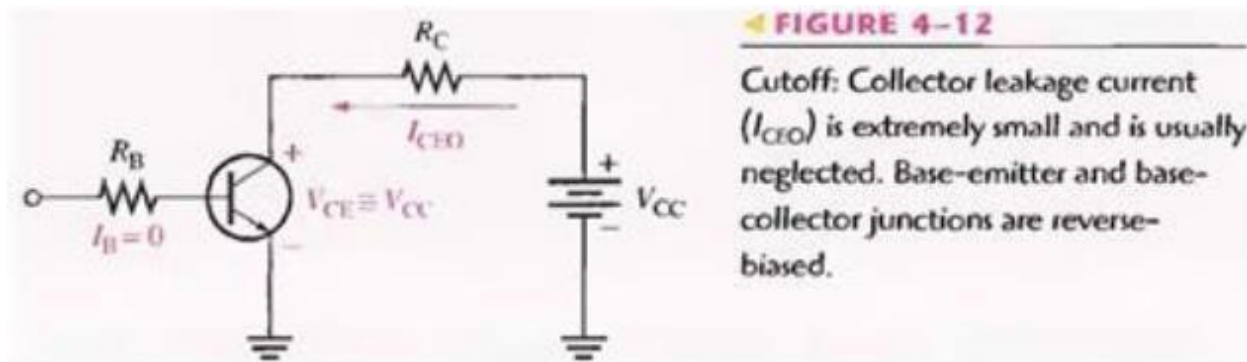 ◄ FIGURE 4–12
Cutoff: Collector leakage current
(I_CEO) is extremely small and is usually
neglected. Base-emitter and base-
collector junctions are reverse-
biased.
R_C
I_CEO
R_B
I_B = 0
+
V_CE ≅ V_CC
–
+
V_CC
–